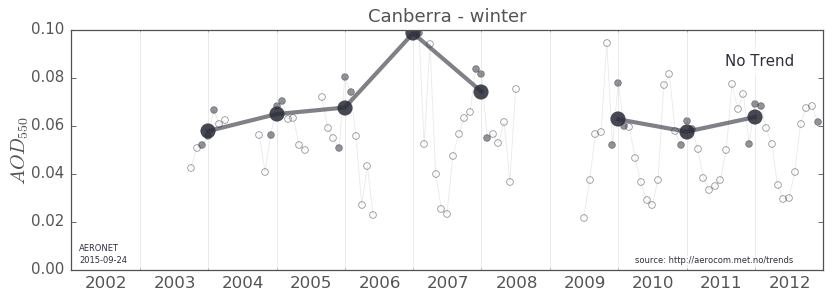 Canberra - winter
0.10
No Trend
0.08
0.06
AOD550
0.04
0.02
AERONET
2015-09-24
source: http://aerocom.met.no/trends
0.00
2002 2003 2004 2005 2006 2007 2008 2009 2010 2011 2012